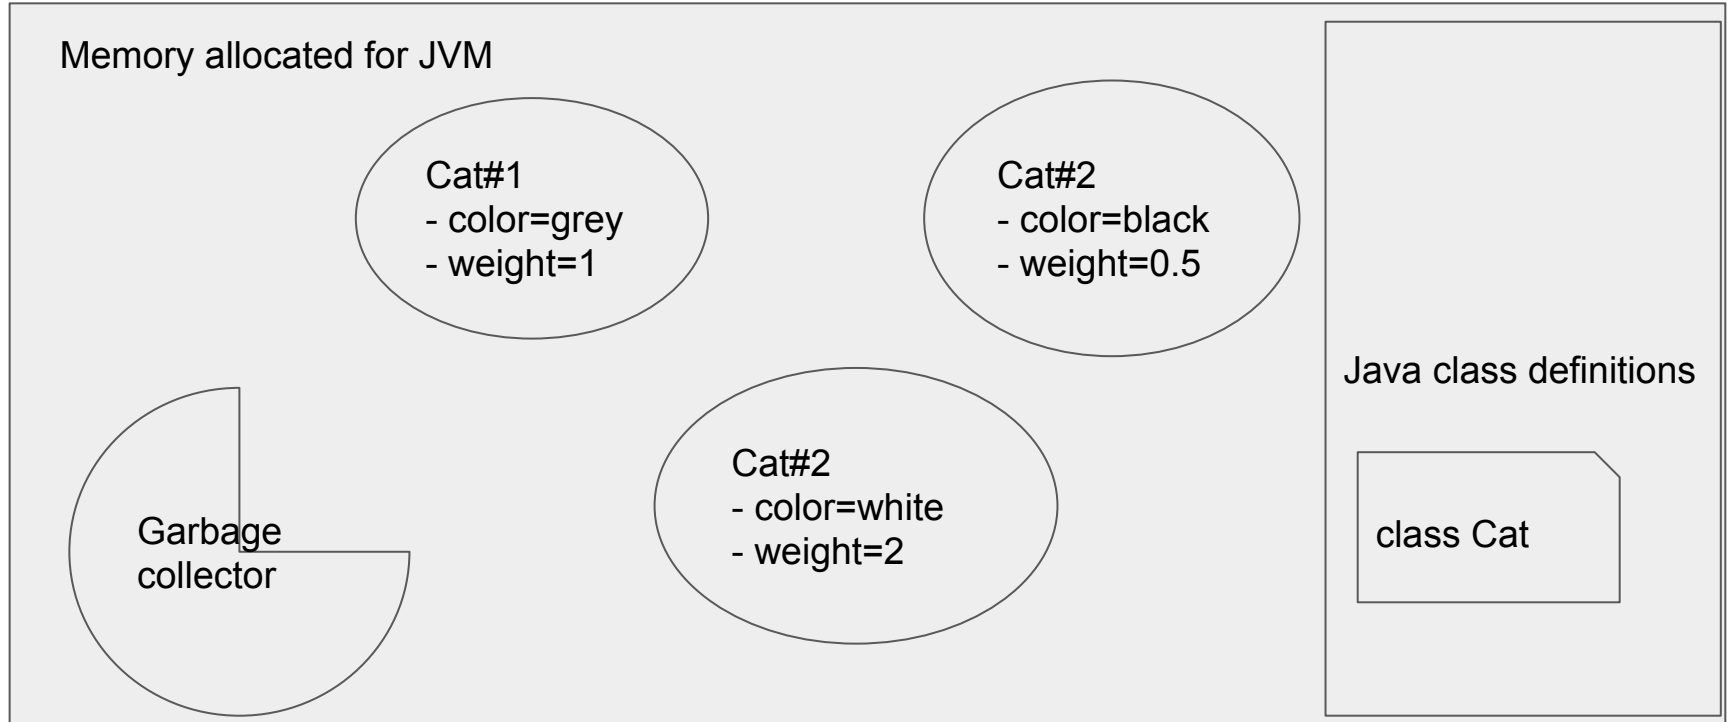 Memory allocated for JVM
Cat#1
- color=grey
- weight=1
Cat#2
- color=black
- weight=0.5
Java class definitions
Cat#2
- color=white
- weight=2
Garbage
collector
class Cat